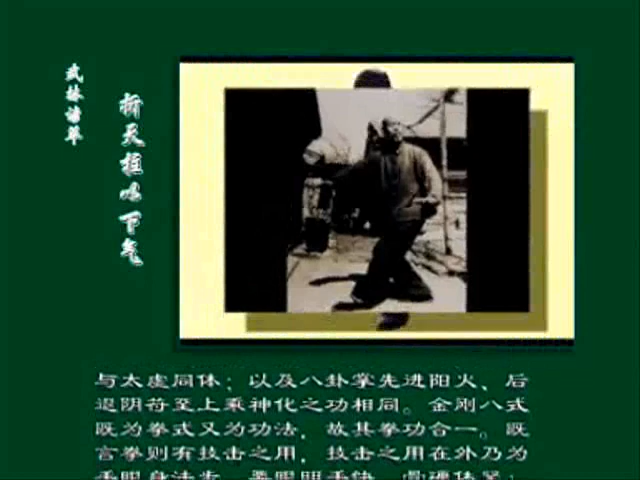 武林诸萃
折天柱以下气
与太虚同体；以及八卦掌先进阳火、后
退阴符至上乘神化之功相同。金刚八式
既为拳式又为功法，故其拳功合一。既
言拳则有技击之用，技击之用在外乃为